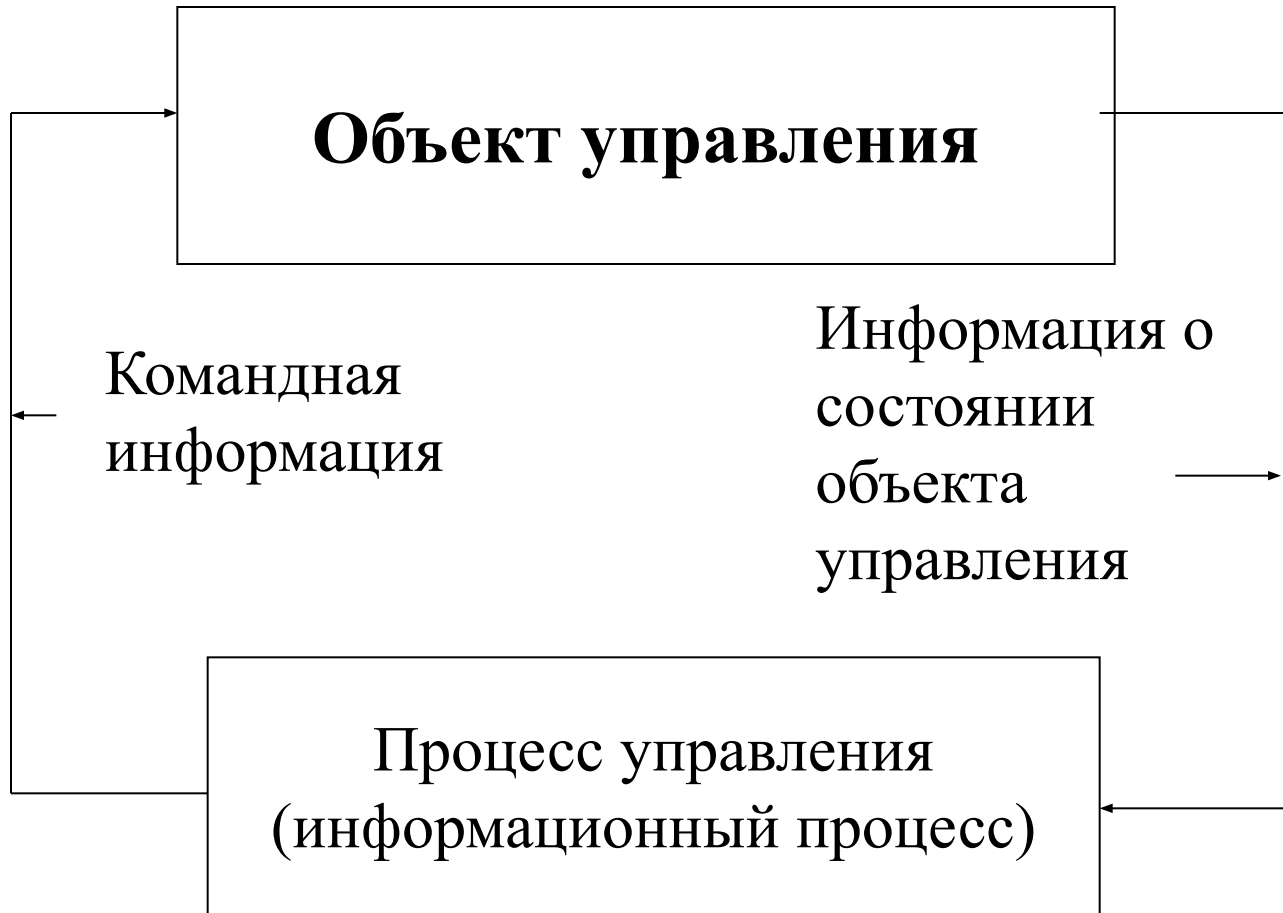 Объект управления
Командная
информация
Информация о
состоянии
объекта
управления
Процесс управления
(информационный процесс)